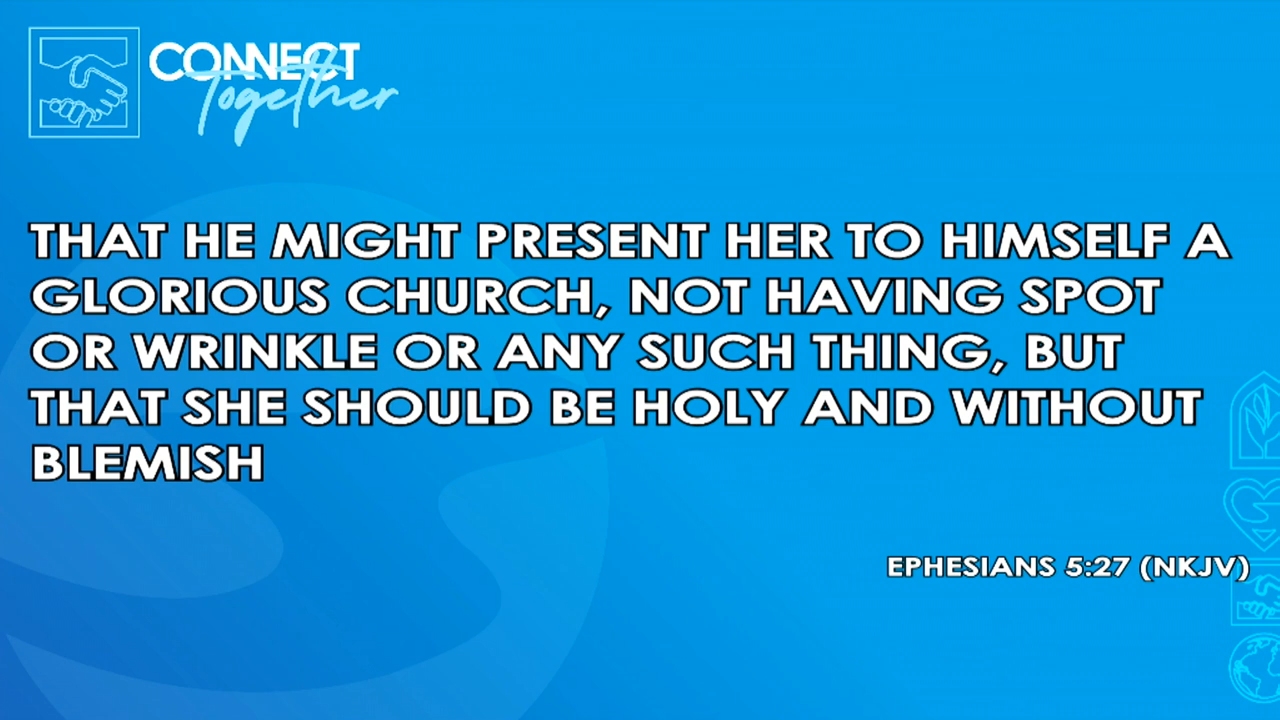 CONNECT
Together
THAT HE MIGHT PRESENT HER TO HIMSELF A
GLORIOUS CHURCH, NOT HAVING SPOT
OR WRINKLE OR ANY SUCH THING, BUT
THAT SHE SHOULD BE HOLY AND WITHOUT
BLEMISH
EPHESIANS 5:27 (NKJV)